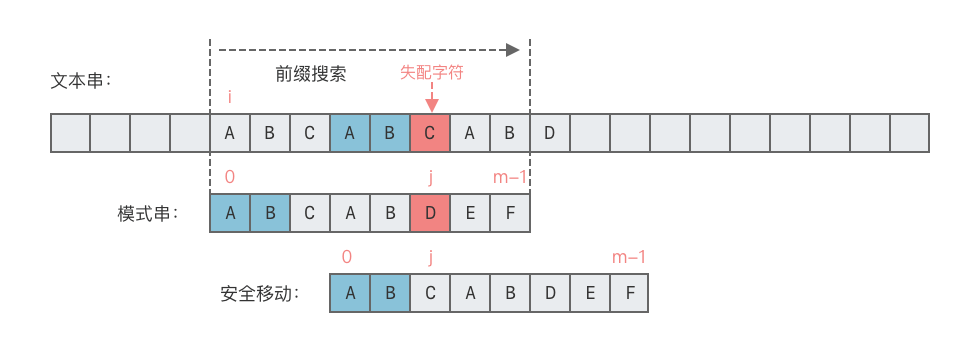 前缀搜索
失配字符
文本串：
i
A B C A B C A B D
0 j m-1
模式串：
A B C A B D E F
0 j m-1
安全移动：
A B C A B D E F